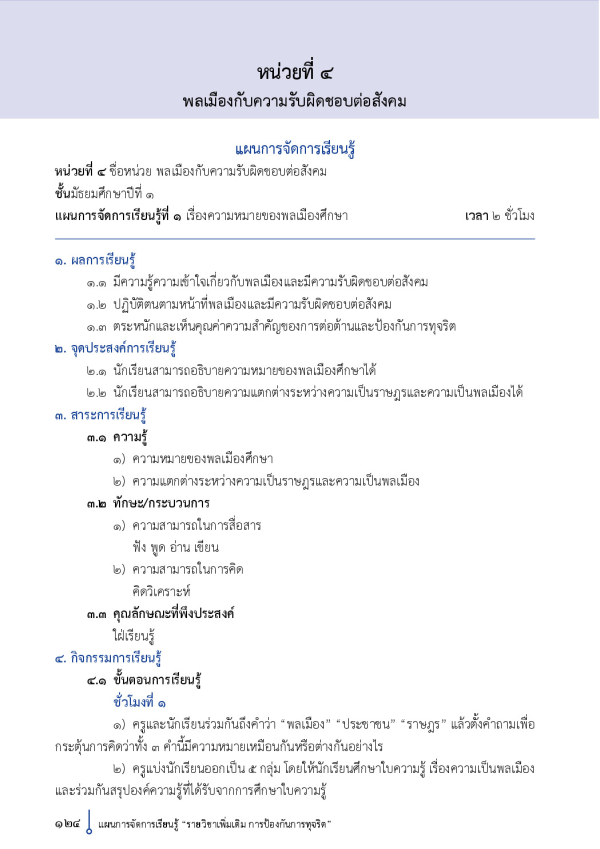 หน่วยที่ ๔
พลเมืองกับความรับผิดชอบต่อสังคม
แผนการจัดการเรียนรู้
หน่วยที่ ๔ ชื่อหน่วย พลเมืองกับความรับผิดชอบต่อสังคม
ชั้นมัธยมศึกษาปีที่ ๑
แผนการจัดการเรียนรู้ที่ ๑ เรื่องความหมายของพลเมืองศึกษา เวลา ๒ ชั่วโมง
๑. ผลการเรียนรู้
๑.๑ มีความรู้ความเข้าใจเกี่ยวกับพลเมืองและมีความรับผิดชอบต่อสังคม
๑.๒ ปฏิบัติตนตามหน้าที่พลเมืองและมีความรับผิดชอบต่อสังคม
๑.๓ ตระหนักและเห็นคุณค่าความสำคัญของการต่อต้านและป้องกันการทุจริต
๒. จุดประสงค์การเรียนรู้
๒.๑ นักเรียนสามารถอธิบายความหมายของพลเมืองศึกษาได้
๒.๒ นักเรียนสามารถอธิบายความแตกต่างระหว่างความเป็นราษฎรและความเป็นพลเมืองได้
๓. สาระการเรียนรู้
๓.๑ ความรู้
๑) ความหมายของพลเมืองศึกษา
๒) ความแตกต่างระหว่างความเป็นราษฎรและความเป็นพลเมือง
๓.๒ ทักษะ/กระบวนการ
๑) ความสามารถในการสื่อสาร
ฟัง พูด อ่าน เขียน
๒) ความสามารถในการคิด
คิดวิเคราะห์
๓.๓ คุณลักษณะที่พึงประสงค์
ใฝ่เรียนรู้
๔. กิจกรรมการเรียนรู้
๔.๑ ขั้นตอนการเรียนรู้
ชั่วโมงที่ ๑
๑) ครูและนักเรียนร่วมกันถึงคำว่า “พลเมือง” “ประชาชน” “ราษฎร” แล้วตั้งคำถามเพื่อ
กระตุ้นการคิดว่าทั้ง ๓ คำนี้มีความหมายเหมือนกันหรือต่างกันอย่างไร
๒) ครูแบ่งนักเรียนออกเป็น ๕ กลุ่ม โดยให้นักเรียนศึกษาใบความรู้ เรื่องความเป็นพลเมือง
และร่วมกันสรุปองค์ความรู้ที่ได้รับจากการศึกษาใบความรู้
๑๒๔ แผนการจัดการเรียนรู้ “รายวิชาเพิ่มเติม การป้องกันการทุจริต”